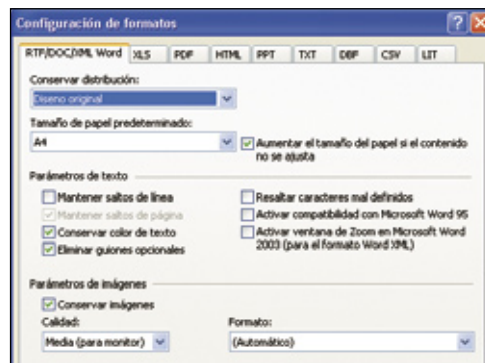 Configuración de formatos
RTF/DOC/XML Word XLS PDF HTML PPT TXT DBF CSV LIT
Conservar distribución:
Diseno original
Tamaño de papel predeterminado:
A4
Aumentar el tamaño del papel si el contenido
no se ajusta
Parámetros de texto
Mantener saltos de línea
Resaltar caracteres mal definidos
Mantener saltos de página
Activar compatibilidad con Microsoft Word 95
Conservar color de texto
Activar ventana de Zoom en Microsoft Word
2003 (para el formato Word XML)
Eliminar guiones opcionales
Parámetros de imágenes
Conservar imágenes
Calidad: Formato:
Media (para monitor) (Automático)